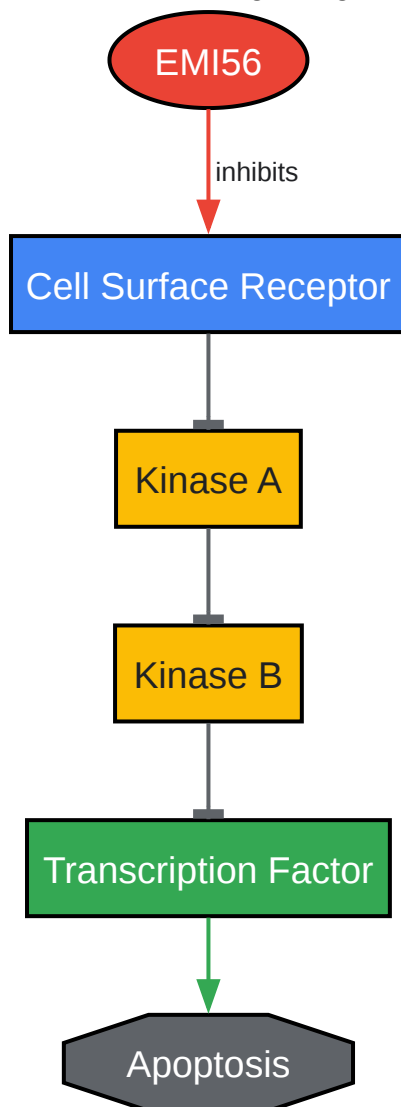 EMI56
inhibits
Cell Surface Receptor
Kinase A
Kinase B
Transcription Factor
Apoptosis